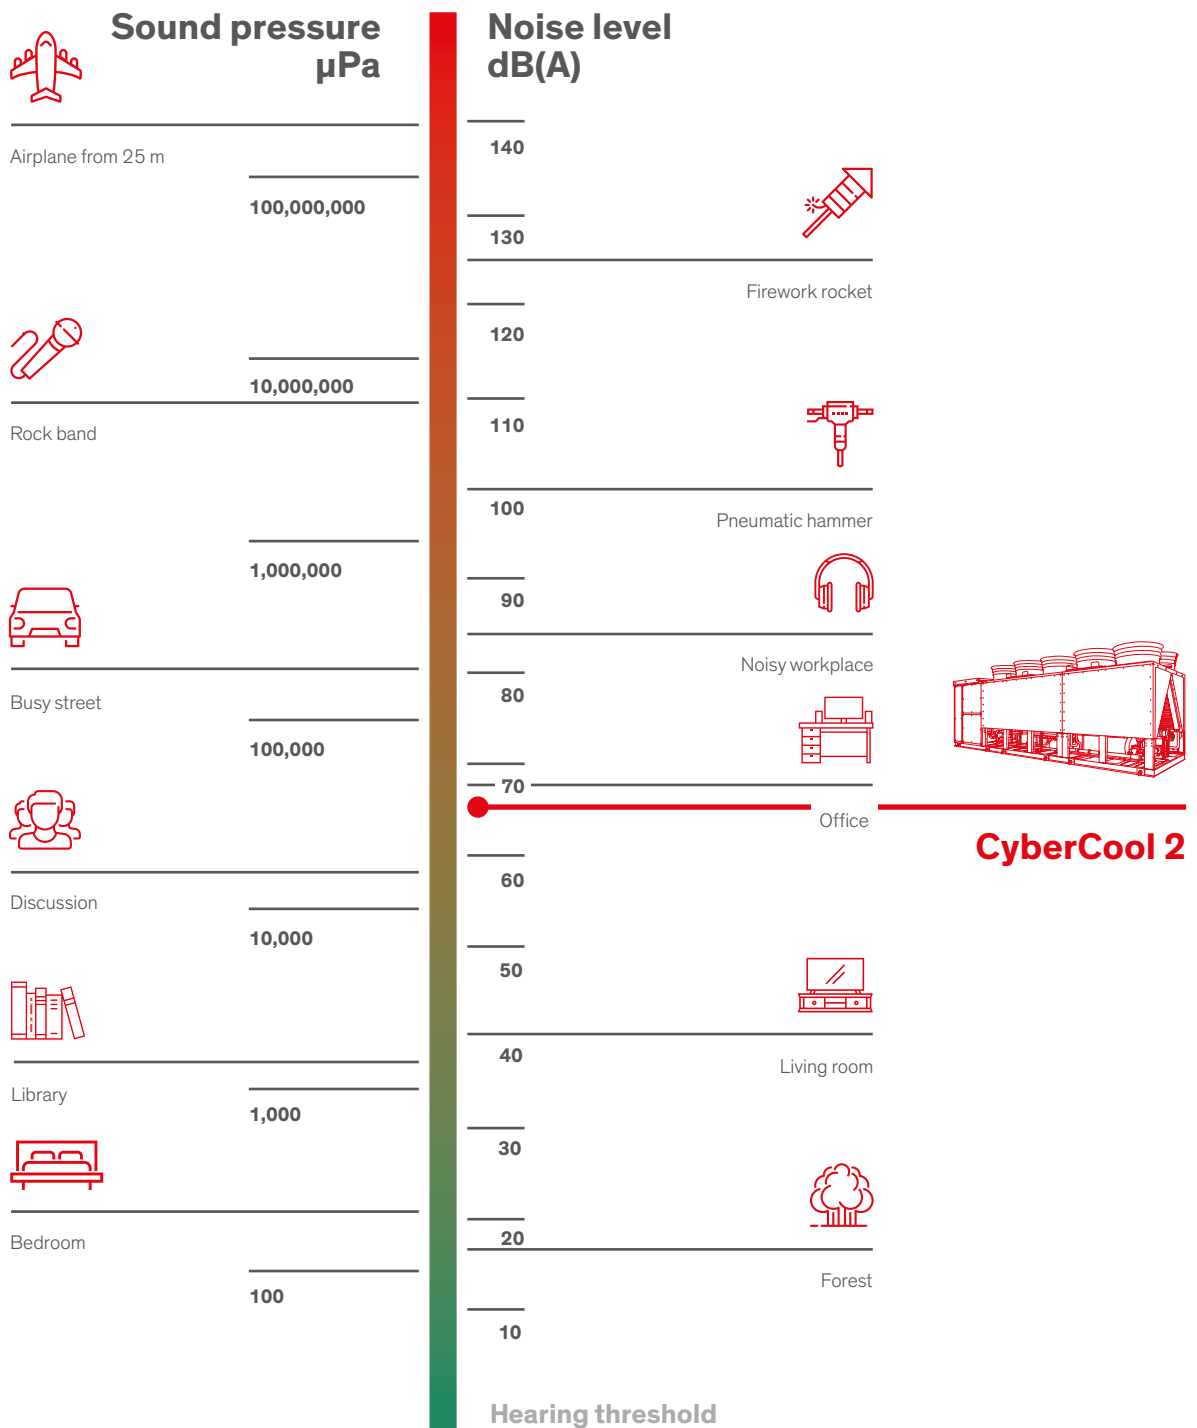 Sound pressure
µPa
Noise level
dB(A)
140
Airplane from 25 m
100,000,000
130
Firework rocket
120
10,000,000
110
Rock band
100
Pneumatic hammer
1,000,000
90
Noisy workplace
80
Busy street
100,000
70
Office
CyberCool 2
60
Discussion
10,000
50
40
Living room
Library
1,000
30
20
Bedroom
Forest
100
10
Hearing threshold